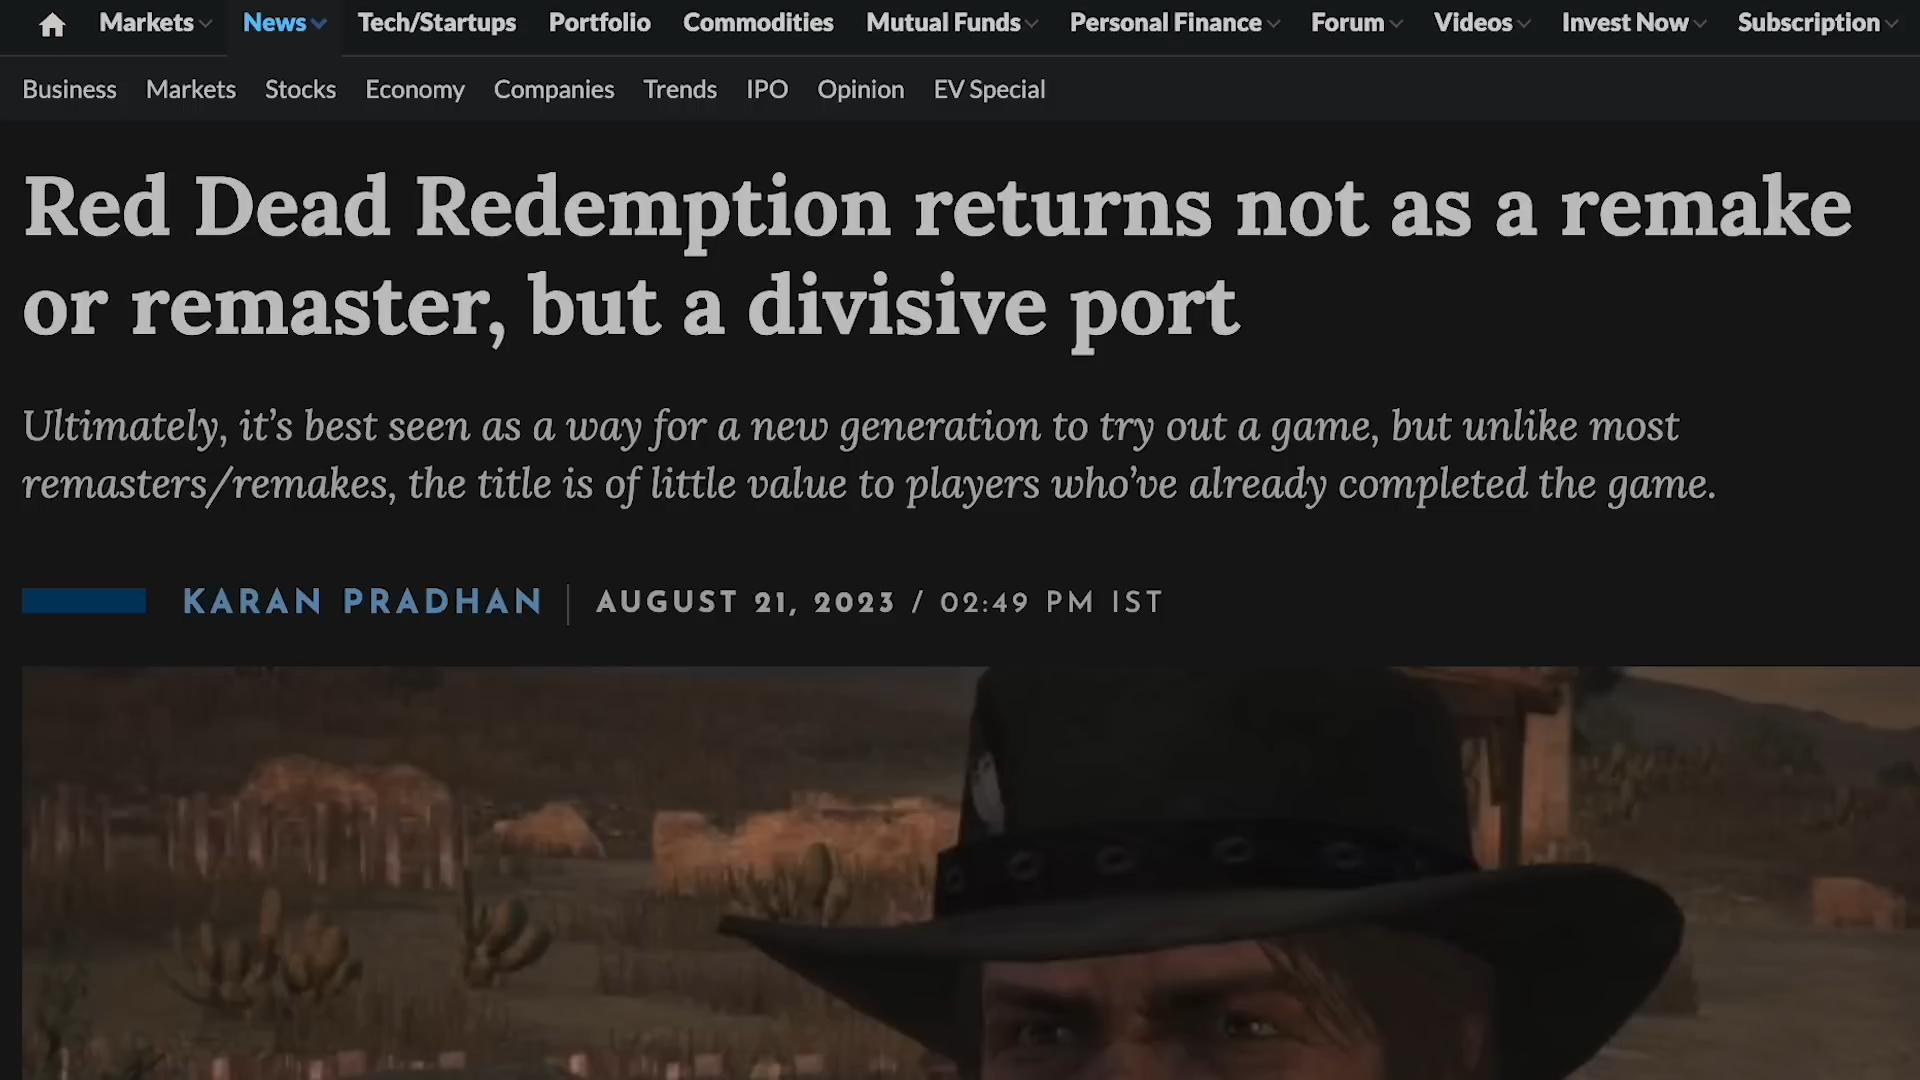 Markets News Tech/Startups Portfolio Commodities Mutual Funds Personal Finance Forum Videos Invest Now Subscription
Business Markets Stocks Economy Companies Trends IPO Opinion EV Special
Red Dead Redemption returns not as a remake
or remaster, but a divisive port
Ultimately, it’s best seen as a way for a new generation to try out a game, but unlike most
remasters/remakes, the title is of little value to players who’ve already completed the game.
KARAN PRADHAN | AUGUST 21, 2023 / 02:49 PM IST